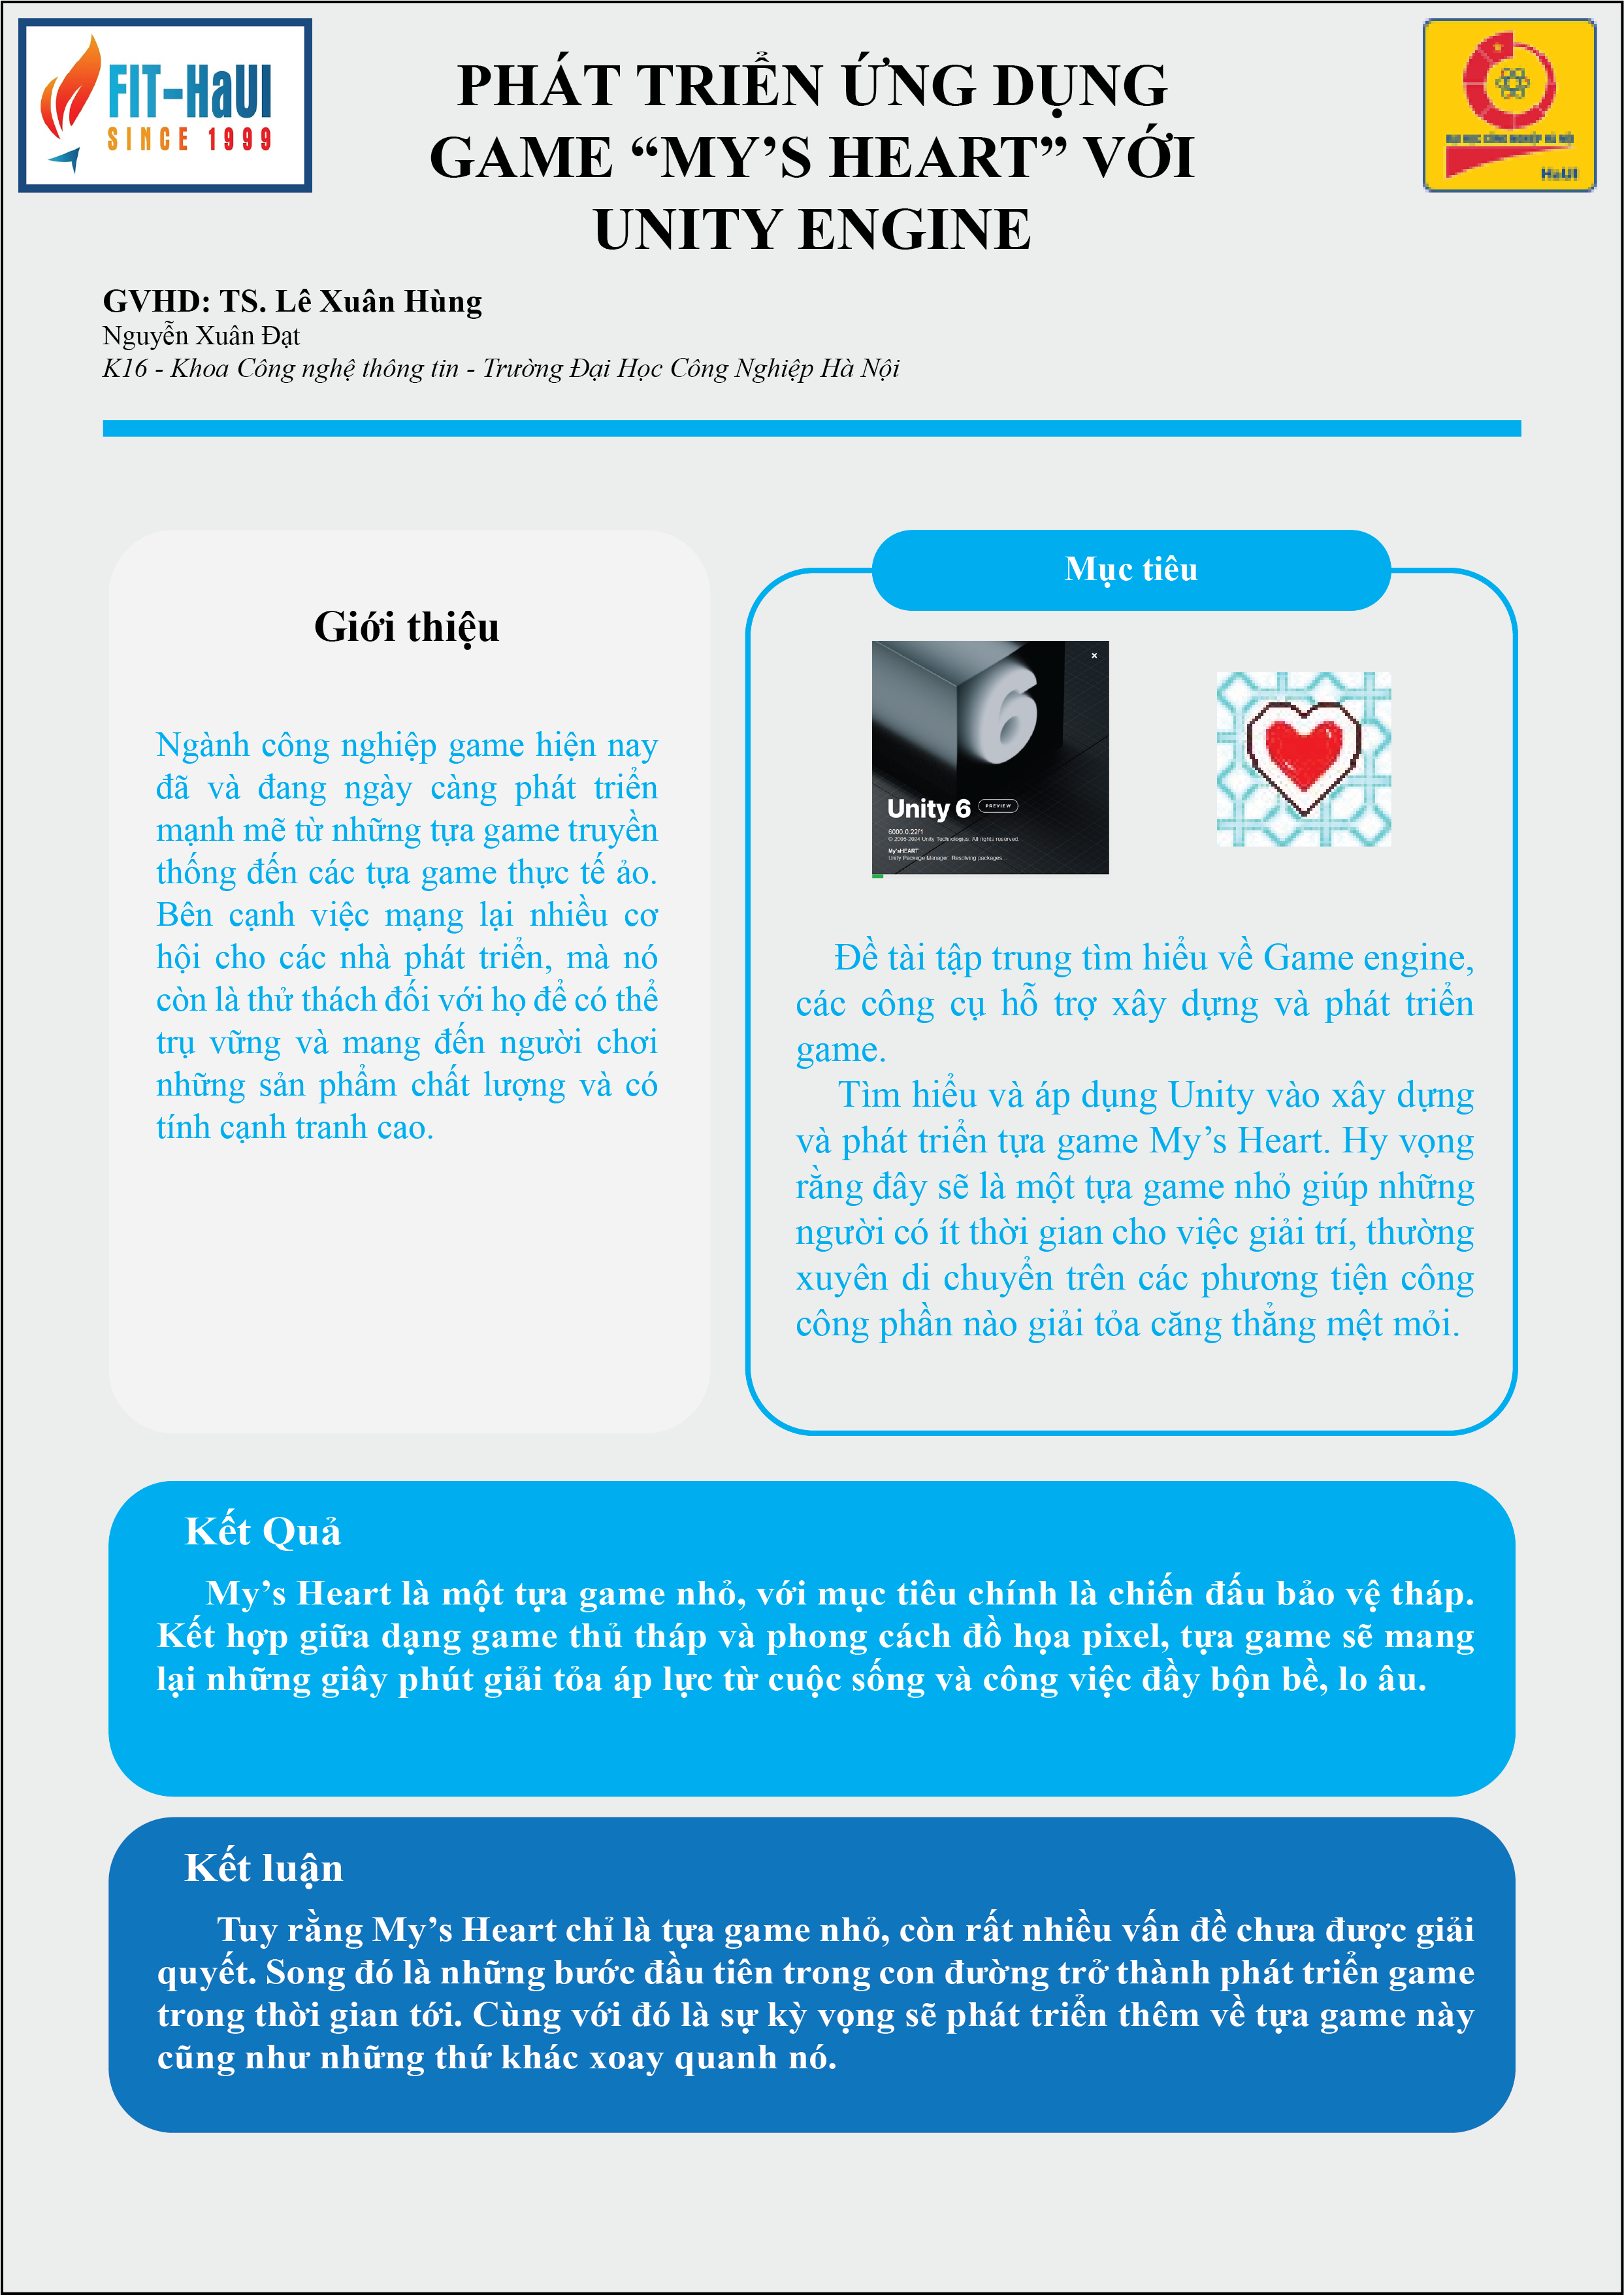 FIT-HaUI
SINCE 1999
PHÁT TRIỂN ỨNG DỤNG
GAME “MY’S HEART” VỚI
UNITY ENGINE
ĐẠI HỌC CÔNG NGHIỆP HÀ NỘI
HaUI
GVHD: TS. Lê Xuân Hùng
Nguyễn Xuân Đạt
K16 - Khoa Công nghệ thông tin - Trường Đại Học Công Nghiệp Hà Nội
Giới thiệu
Ngành công nghiệp game hiện nay
đã và đang ngày càng phát triển
mạnh mẽ từ những tựa game truyền
thống đến các tựa game thực tế ảo.
Bên cạnh việc mạng lại nhiều cơ
hội cho các nhà phát triển, mà nó
còn là thử thách đối với họ để có thể
trụ vững và mang đến người chơi
những sản phẩm chất lượng và có
tính cạnh tranh cao.
Mục tiêu
6
Unity 6 PREVIEW
6000.0.22f1
© 2005-2024 Unity Technologies. All rights reserved.
My'sHEART
Unity Package Manager: Resolving packages...
Đề tài tập trung tìm hiểu về Game engine,
các công cụ hỗ trợ xây dựng và phát triển
game.
Tìm hiểu và áp dụng Unity vào xây dựng
và phát triển tựa game My’s Heart. Hy vọng
rằng đây sẽ là một tựa game nhỏ giúp những
người có ít thời gian cho việc giải trí, thường
xuyên di chuyển trên các phương tiện công
công phần nào giải tỏa căng thẳng mệt mỏi.
Kết Quả
My’s Heart là một tựa game nhỏ, với mục tiêu chính là chiến đấu bảo vệ tháp.
Kết hợp giữa dạng game thủ tháp và phong cách đồ họa pixel, tựa game sẽ mang
lại những giây phút giải tỏa áp lực từ cuộc sống và công việc đầy bộn bề, lo âu.
Kết luận
Tuy rằng My’s Heart chỉ là tựa game nhỏ, còn rất nhiều vấn đề chưa được giải
quyết. Song đó là những bước đầu tiên trong con đường trở thành phát triển game
trong thời gian tới. Cùng với đó là sự kỳ vọng sẽ phát triển thêm về tựa game này
cũng như những thứ khác xoay quanh nó.